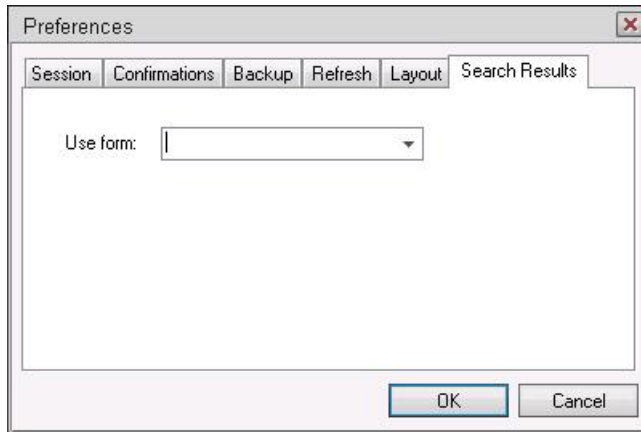 Preferences
Session Confirmations Backup Refresh Layout Search Results
Use form:
OK Cancel